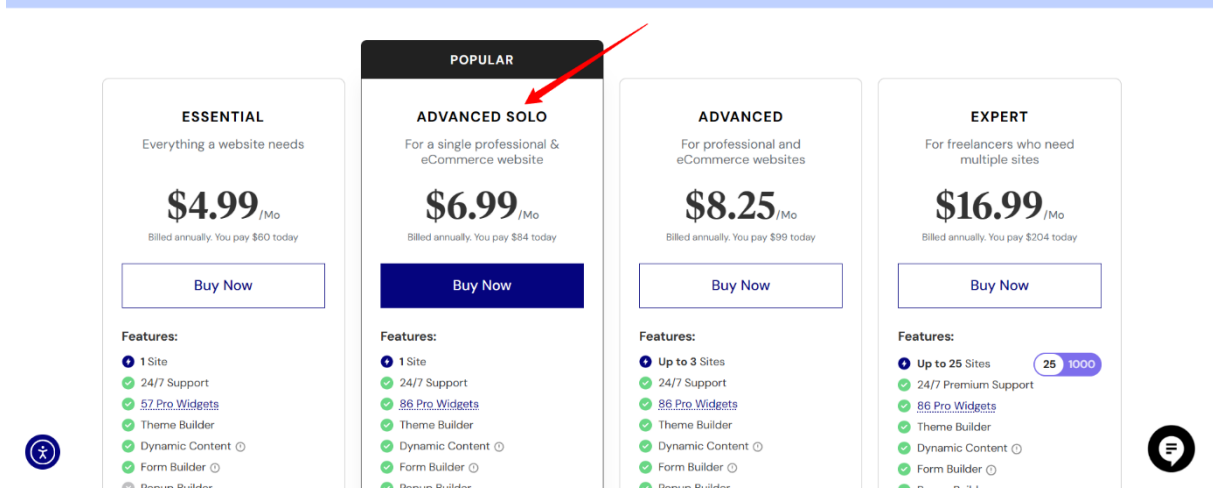 POPULAR
ESSENTIAL
Everything a website needs
$4.99/Mo
Billed annually. You pay $60 today
Buy Now
Features:
1 Site
24/7 Support
57 Pro Widgets
Theme Builder
Dynamic Content
Form Builder
Popup Builder
ADVANCED SOLO
For a single professional &
eCommerce website
$6.99/Mo
Billed annually. You pay $84 today
Buy Now
Features:
1 Site
24/7 Support
86 Pro Widgets
Theme Builder
Dynamic Content
Form Builder
Popup Builder
ADVANCED
For professional and
eCommerce websites
$8.25/Mo
Billed annually. You pay $99 today
Buy Now
Features:
Up to 3 Sites
24/7 Support
86 Pro Widgets
Theme Builder
Dynamic Content
Form Builder
Popup Builder
EXPERT
For freelancers who need
multiple sites
$16.99/Mo
Billed annually. You pay $204 today
Buy Now
Features:
Up to 25 Sites 25 1000
24/7 Premium Support
86 Pro Widgets
Theme Builder
Dynamic Content
Form Builder